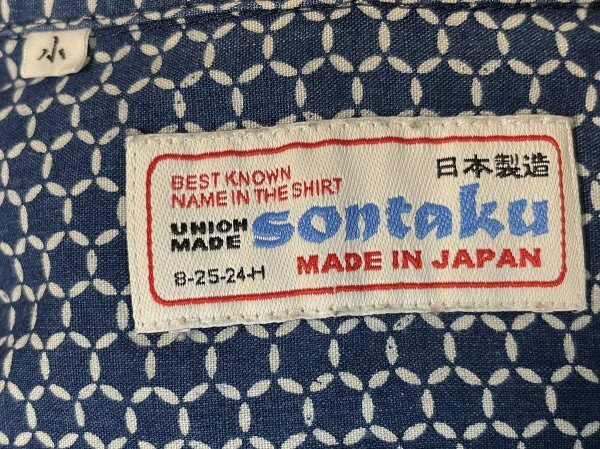 小
BEST KNOWN
NAME IN THE SHIRT
日本製造
UNION
MADE
sontaku
8-25-24-H
MADE IN JAPAN